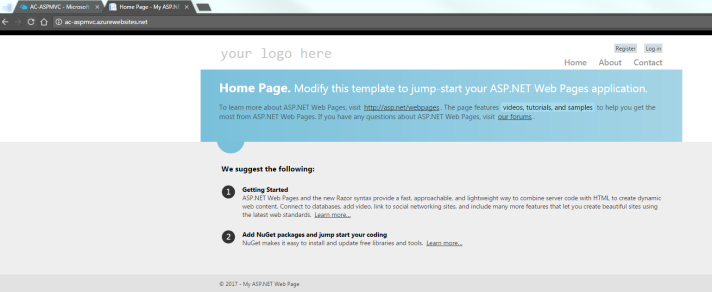 AC-ASPMVC - Microsoft
Home Page - My ASP.N
ac-aspmvc.azurewebsites.net
Register Log in
your logo here
Home About Contact
Home Page. Modify this template to jump-start your ASP.NET Web Pages application.
To learn more about ASP.NET Web Pages, visit http://asp.net/webpages. The page features videos, tutorials, and samples to help you get the
most from ASP.NET Web Pages. If you have any questions about ASP.NET Web Pages, visit our forums.
We suggest the following:
1 Getting Started
ASP.NET Web Pages and the new Razor syntax provide a fast, approachable, and lightweight way to combine server code with HTML to create dynamic
web content. Connect to databases, add video, link to social networking sites, and include many more features that let you create beautiful sites using
the latest web standards. Learn more...
2 Add NuGet packages and jump start your coding
NuGet makes it easy to install and update free libraries and tools. Learn more...
© 2017 - My ASP.NET Web Page